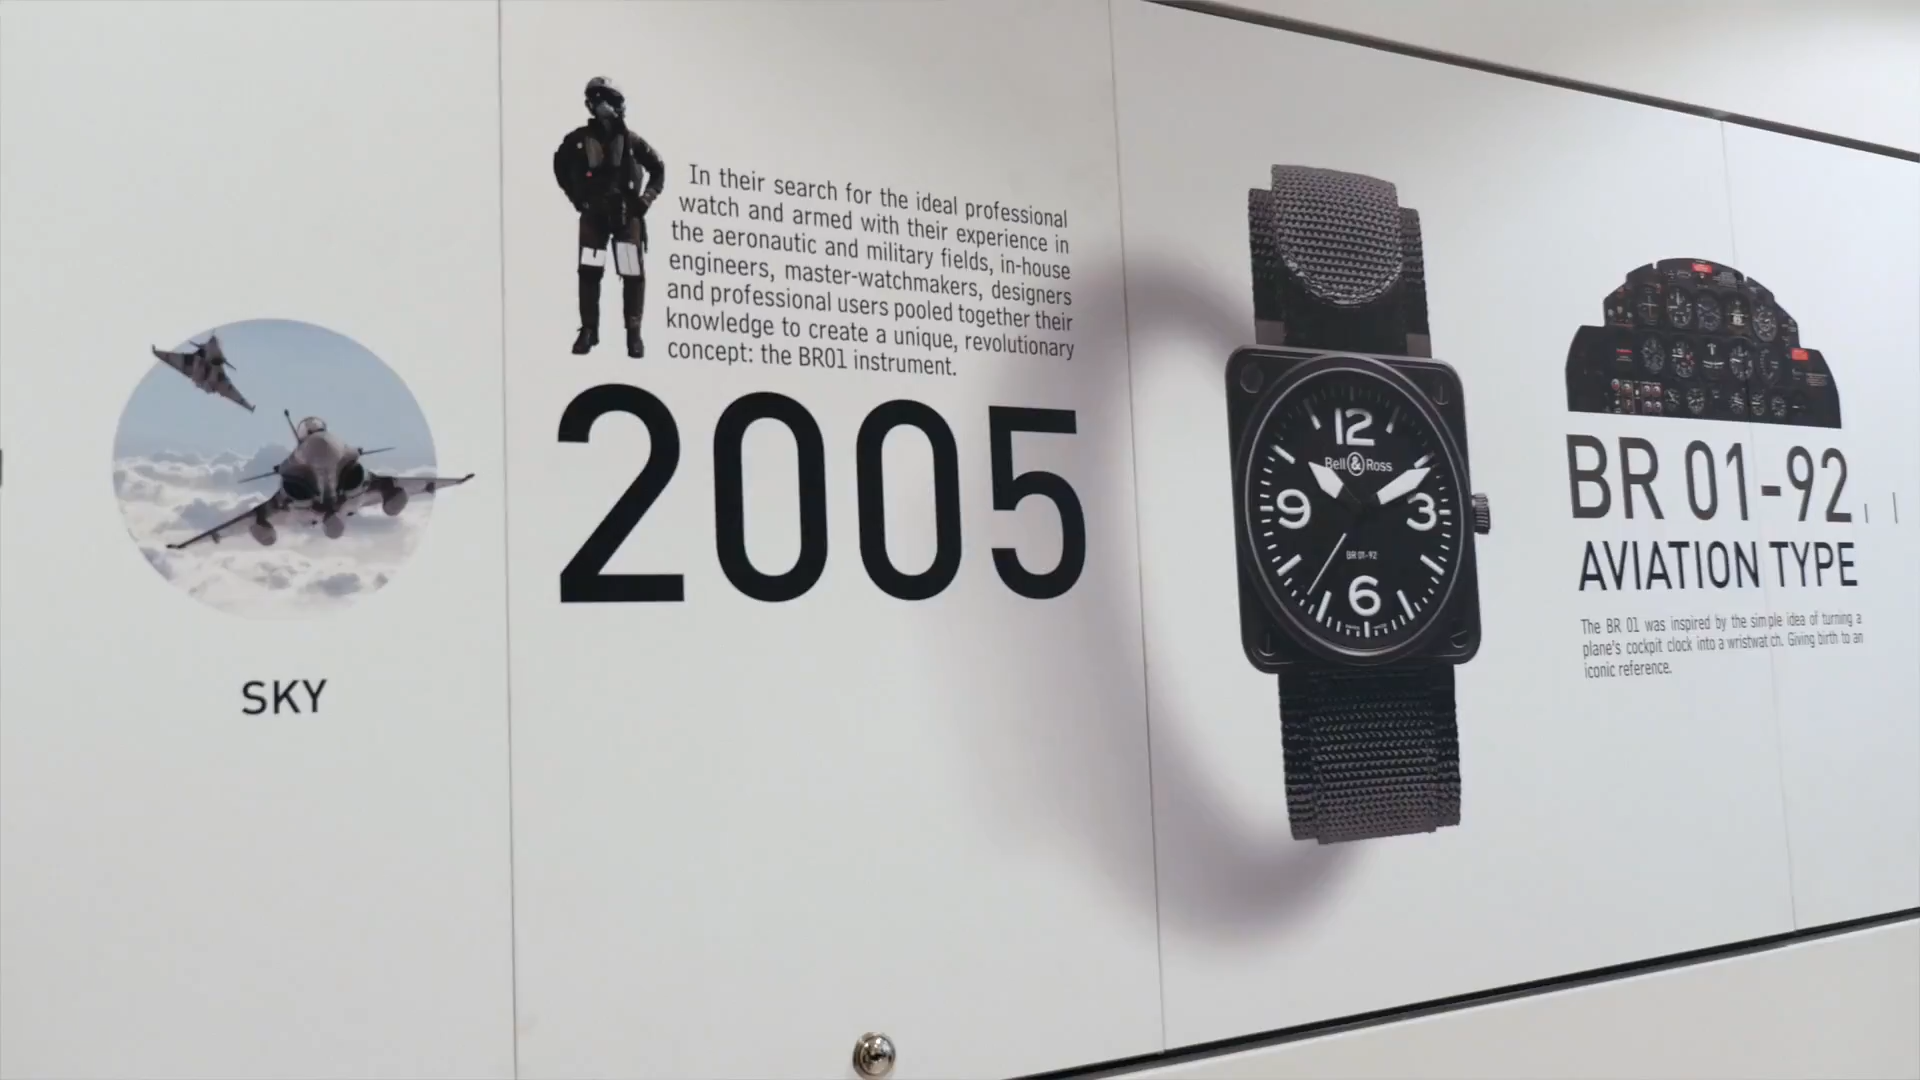 SKY
In their search for the ideal professional
watch and armed with their experience in
the aeronautic and military fields, in-house
engineers, master-watchmakers, designers
and professional users pooled together their
knowledge to create a unique, revolutionary
concept: the BR01 instrument.
2005
12
Bell & Ross
9
3
BR 01-92
6
BR 01-92
AVIATION TYPE
The BR 01 was inspired by the simple idea of turning a
plane's cockpit clock into a wristwatch. Giving birth to an
iconic reference.